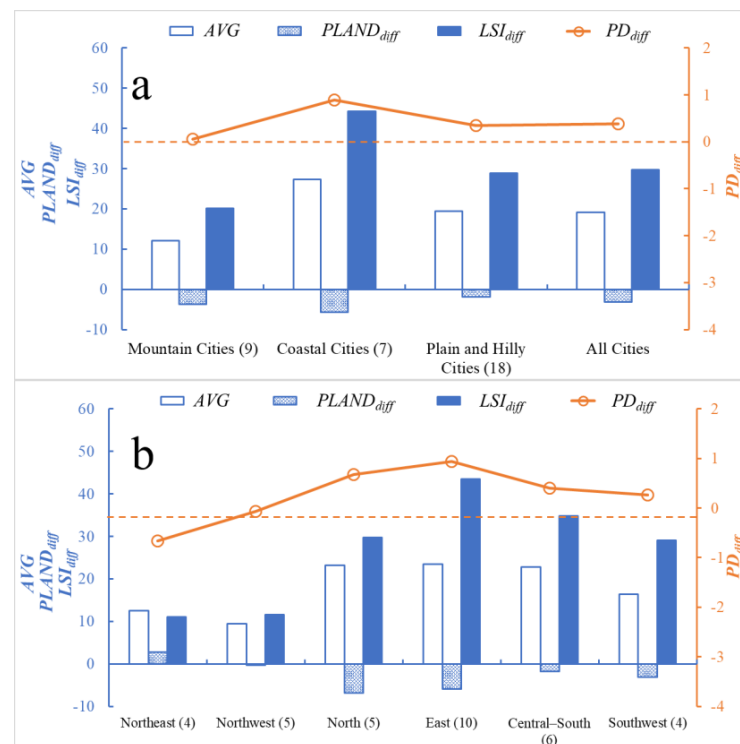 AVG PLANDdiff LSIdiff PDdiff
a
60
50
40
30
20
10
0
-10
AVG
PLANDdiff
LSIdiff
2
1
0
-1
-2
-3
-4
PDdiff
Mountain Cities (9) Coastal Cities (7) Plain and Hilly Cities (18) All Cities
AVG PLANDdiff LSIdiff PDdiff
b
60
50
40
30
20
10
0
-10
AVG
PLANDdiff
LSIdiff
2
1
0
-1
-2
-3
-4
PDdiff
Northeast (4) Northwest (5) North (5) East (10) Central–South (6) Southwest (4)